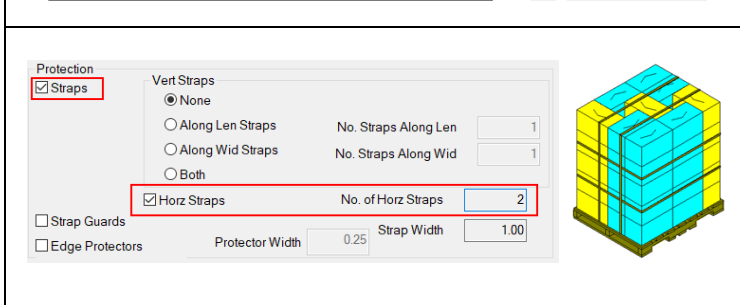 Protection
Straps
Vert Straps
None
Along Len Straps
No. Straps Along Len
1
Along Wid Straps
No. Straps Along Wid
1
Both
Horz Straps
No. of Horz Straps
2
Strap Guards
Edge Protectors
Protector Width
0.25
Strap Width
1.00